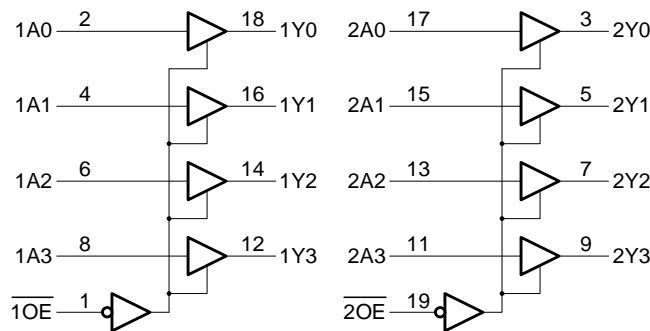 1A0 2 18 1Y0 2A0 17 3 2Y0
1A1 4 16 1Y1 2A1 15 5 2Y1
1A2 6 14 1Y2 2A2 13 7 2Y2
1A3 8 12 1Y3 2A3 11 9 2Y3
1OE 1 2OE 19